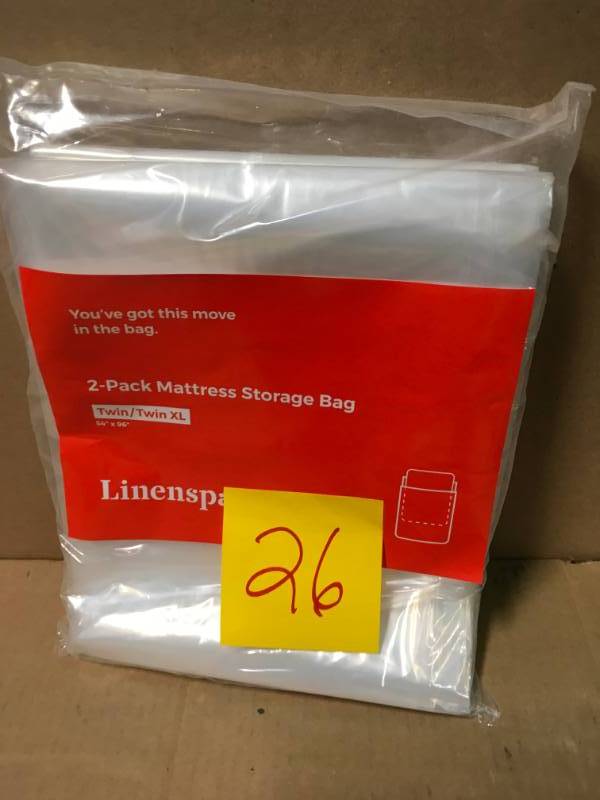 You've got this move
in the bag.
2-Pack Mattress Storage Bag
Twin/Twin XL
54" x 96"
Linenspa
26